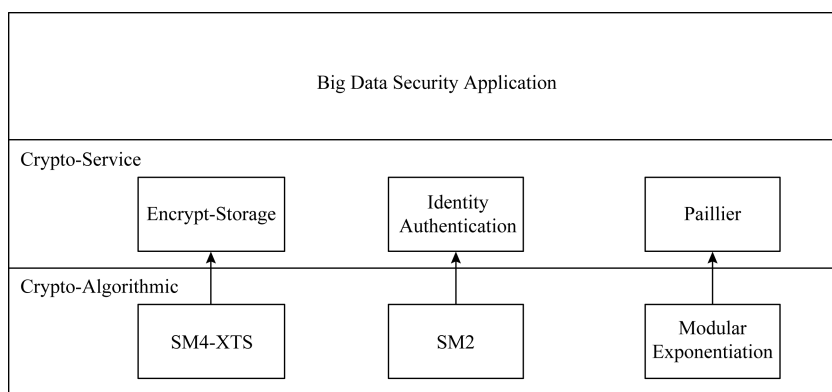 Big Data Security Application
Crypto-Service
Encrypt-Storage
Identity
Authentication
Paillier
Crypto-Algorithmic
SM4-XTS
SM2
Modular
Exponentiation